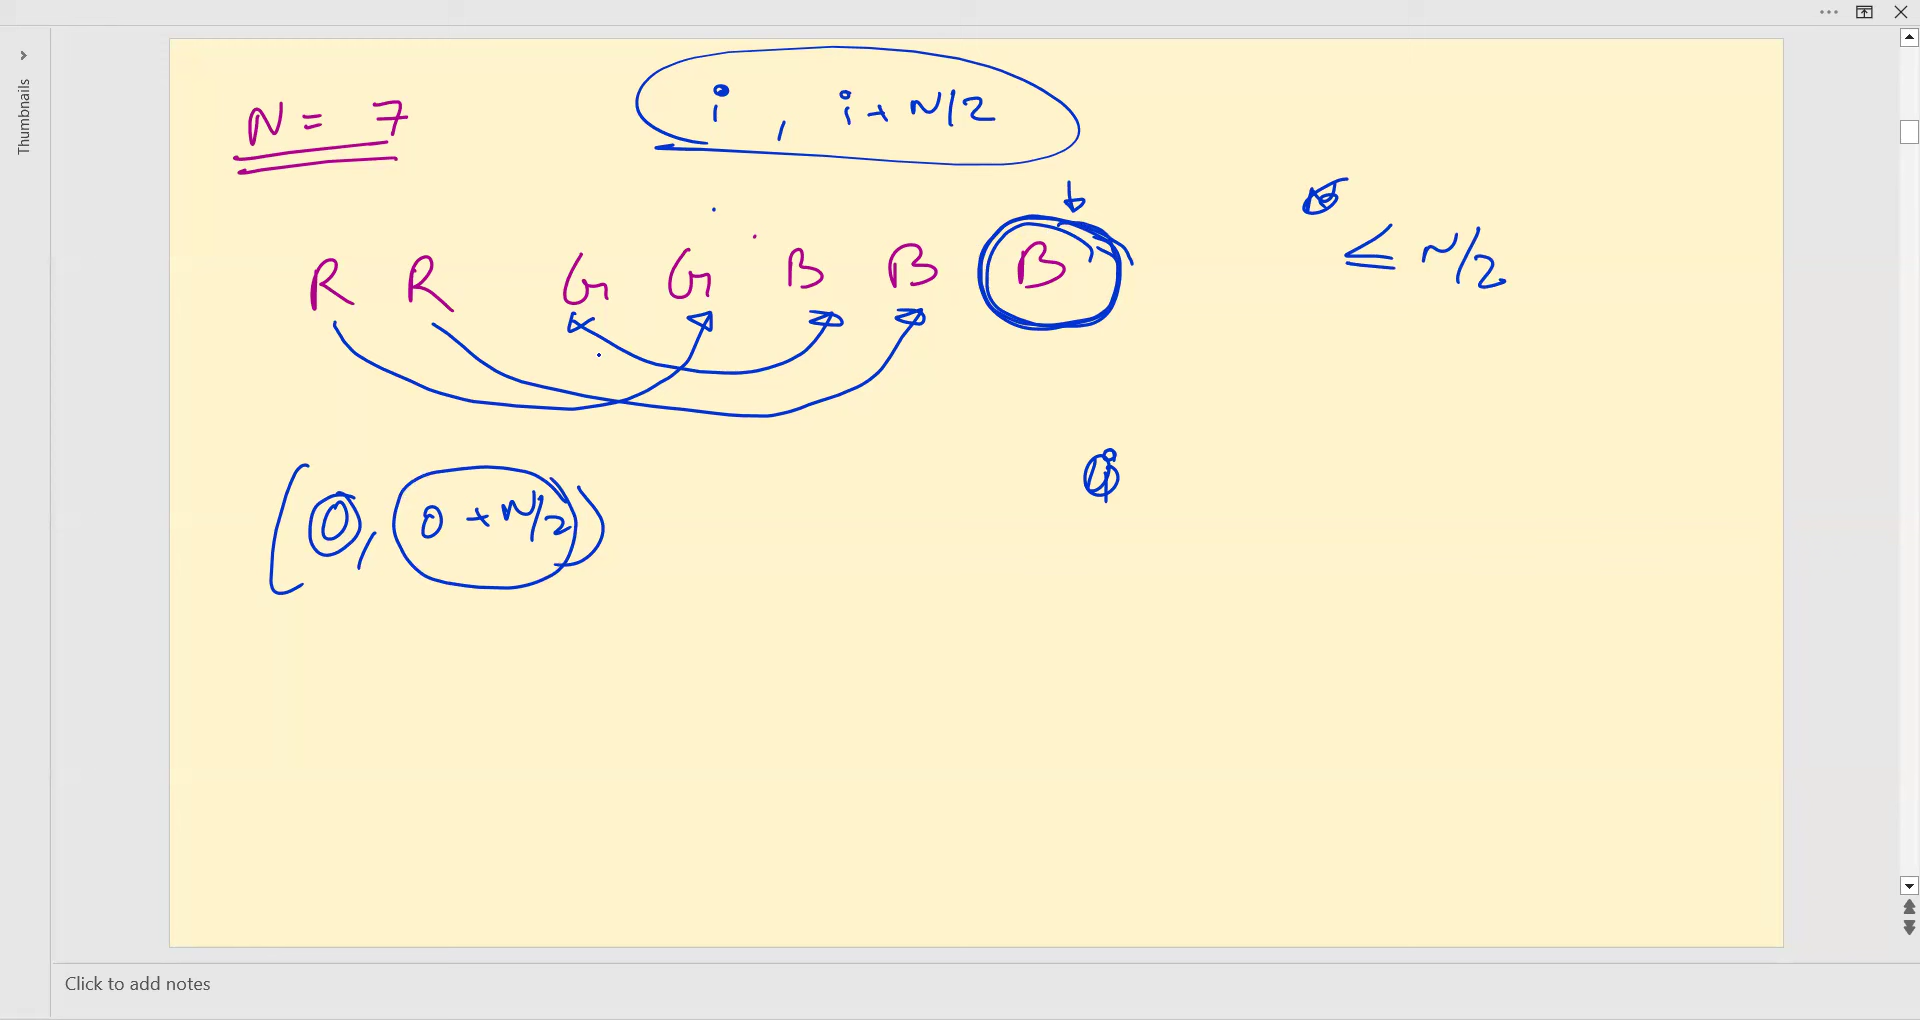 Thumbnails
N = 7
i , i + N/2
≤ N/2
R R G G B B B
(0, 0 + N/2)
Click to add notes